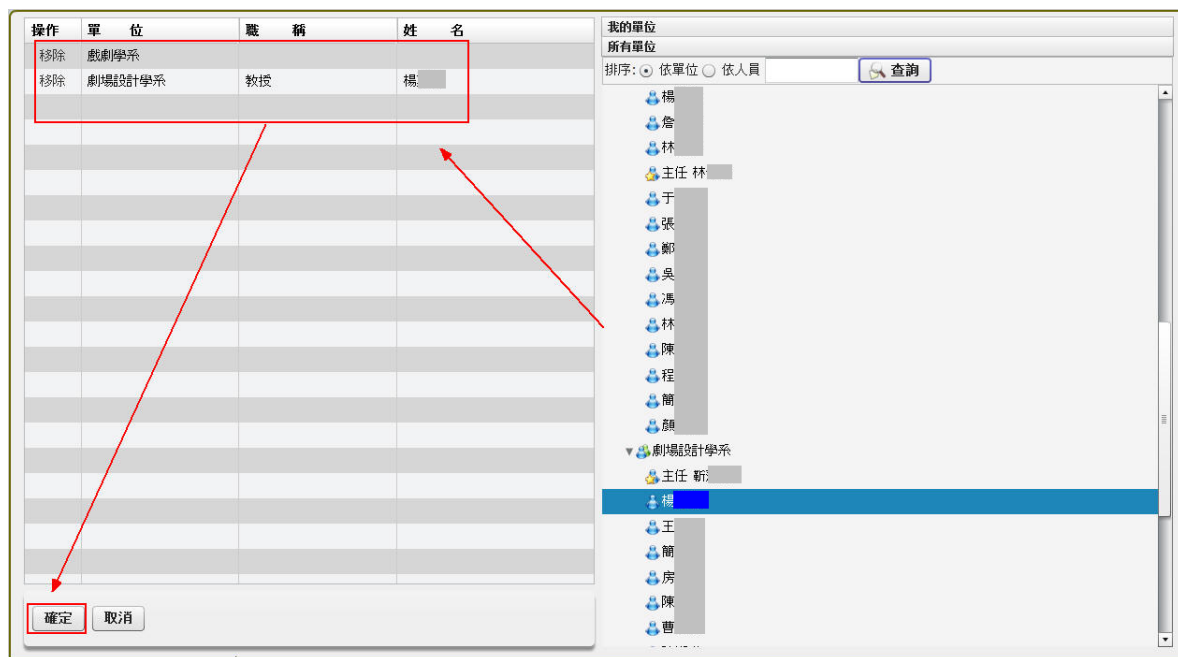 操作 單 位 職 稱 姓 名
移除 戲劇學系
移除 劇場設計學系 教授 楊
確定 取消
我的單位
所有單位
排序: 依單位 依人員 查詢
楊
詹
林
主任 林
于
張
鄭
吳
馮
林
陳
程
簡
顏
劇場設計學系
主任 靳
楊
王
簡
房
陳
曹